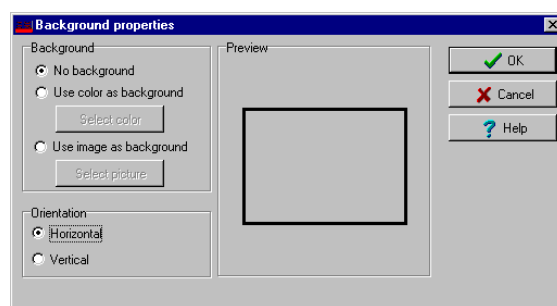 Background properties
Background
No background
Use color as background
Select color
Use image as background
Select picture
Orientation
Horizontal
Vertical
Preview
OK
Cancel
Help